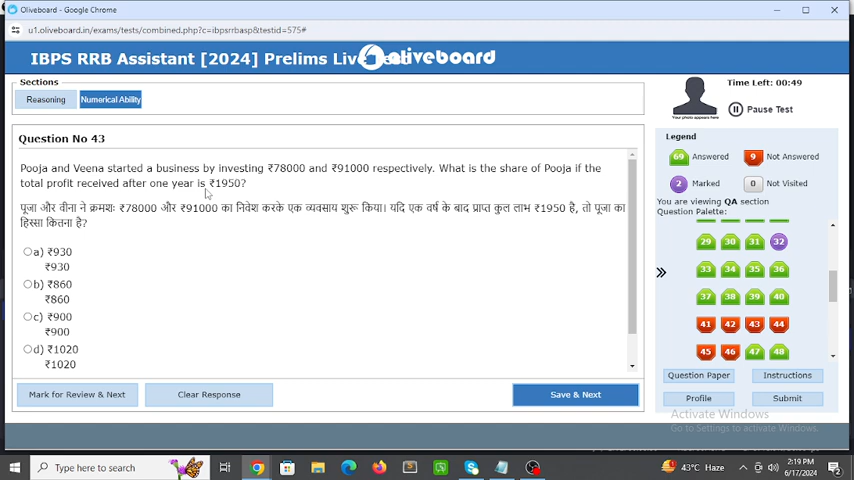 Oliveboard - Google Chrome
u1.oliveboard.in/exams/tests/combined.php?c=ibpsrrbasp&testid=575#
IBPS RRB Assistant [2024] Prelims Live
oliveboard
Sections
Reasoning
Numerical Ability
Question No 43
Pooja and Veena started a business by investing ₹78000 and ₹91000 respectively. What is the share of Pooja if the
total profit received after one year is ₹1950?
पूजा और वीना ने क्रमशः ₹78000 और ₹91000 का निवेश करके एक व्यवसाय शुरू किया। यदि एक वर्ष के बाद प्राप्त कुल लाभ ₹1950 है, तो पूजा का
हिस्सा कितना है?
a) ₹930
₹930
b) ₹860
₹860
c) ₹900
₹900
d) ₹1020
₹1020
Mark for Review & Next
Clear Response
Save & Next
Your photo appears here
Time Left: 00:49
Pause Test
Legend
69 Answered
9 Not Answered
2 Marked
0 Not Visited
You are viewing QA section
Question Palette:
29 30 31 32
33 34 35 36
37 38 39 40
41 42 43 44
45 46 47 48
Question Paper
Instructions
Profile
Submit
Activate Windows
Go to Settings to activate Windows.
Type here to search
43°C Haze
2:19 PM
6/17/2024
2